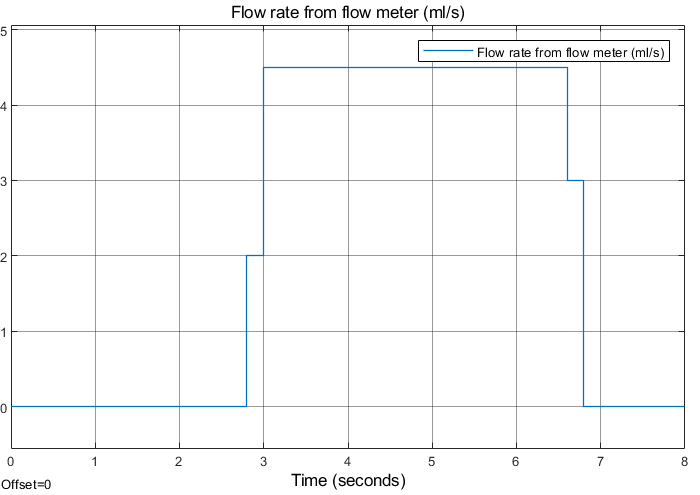 Flow rate from flow meter (ml/s)
Flow rate from flow meter (ml/s)
5
4
3
2
1
0
0 1 2 3 4 5 6 7 8
Time (seconds)
Offset=0